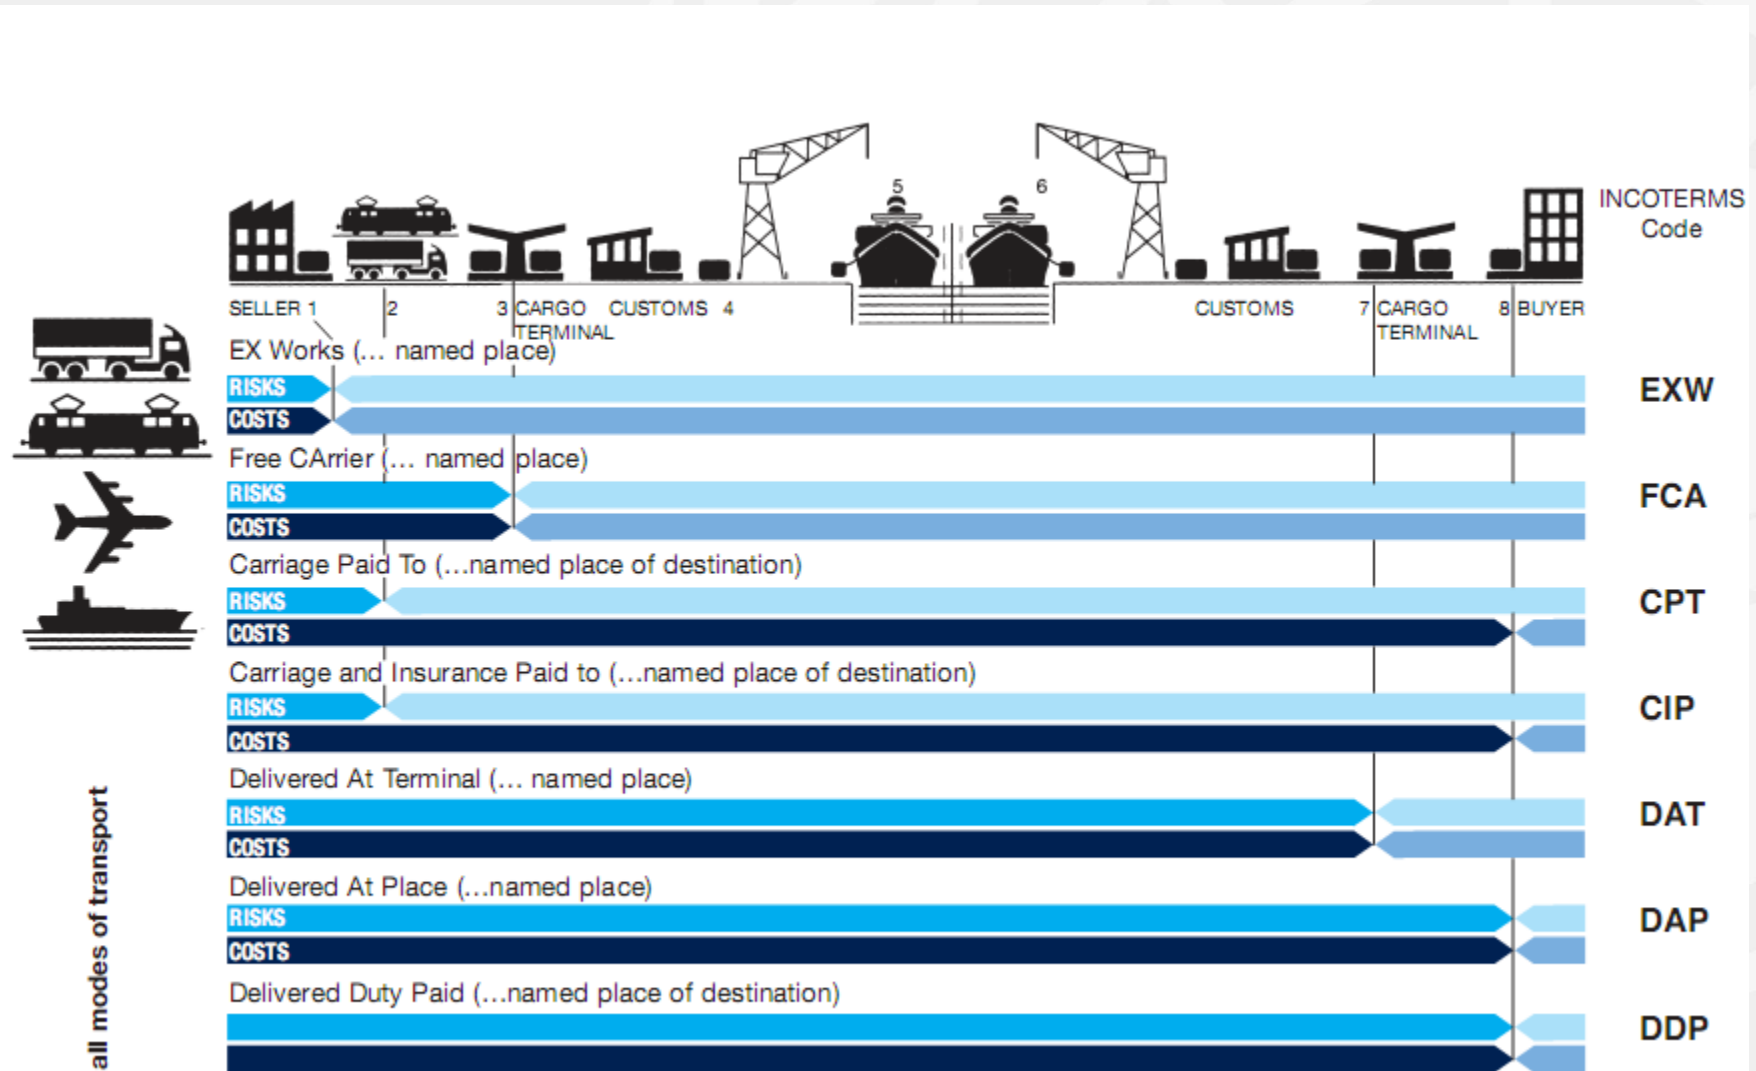 5 6
INCOTERMS
Code
SELLER 1 2 3 CARGO CUSTOMS 4 CUSTOMS 7 CARGO 8 BUYER
TERMINAL TERMINAL
EX Works (... named place)
RISKS EXW
COSTS
Free CArrier (... named place)
RISKS FCA
COSTS
Carriage Paid To (...named place of destination)
RISKS CPT
COSTS
Carriage and Insurance Paid to (...named place of destination)
RISKS CIP
COSTS
Delivered At Terminal (... named place)
RISKS DAT
COSTS
Delivered At Place (...named place)
RISKS DAP
COSTS
Delivered Duty Paid (...named place of destination)
DDP
all modes of transport